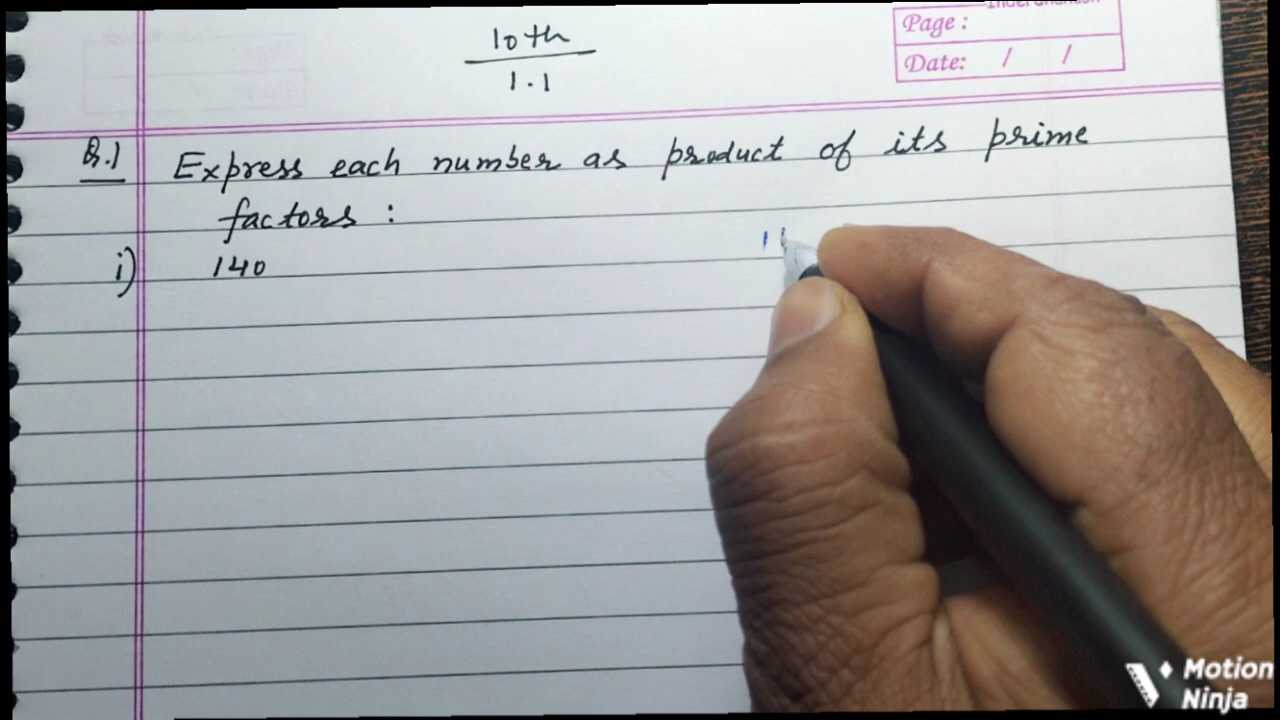 10th
1.1
Page :
Date: / /
Q.1 Express each number as product of its prime
factors :
i) 140
Motion
Ninja